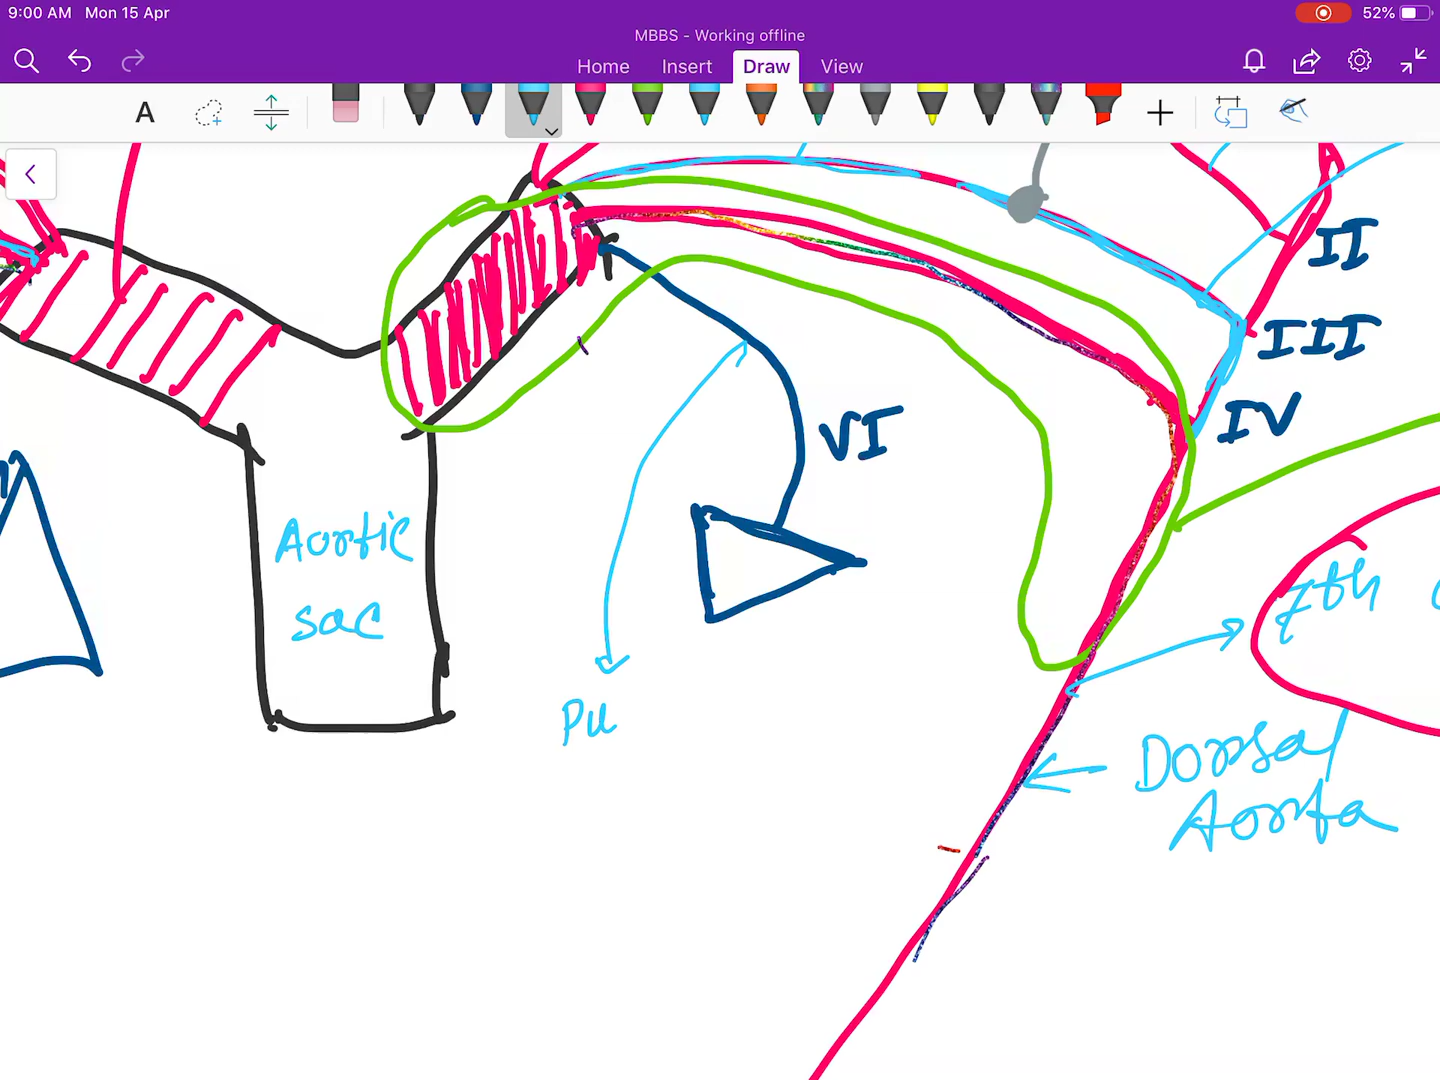 9:00 AM Mon 15 Apr
52%
MBBS - Working offline
Home Insert Draw View
A
II
III
IV
VI
Aortic
sac
7th
Pu
Dorsal
Aorta